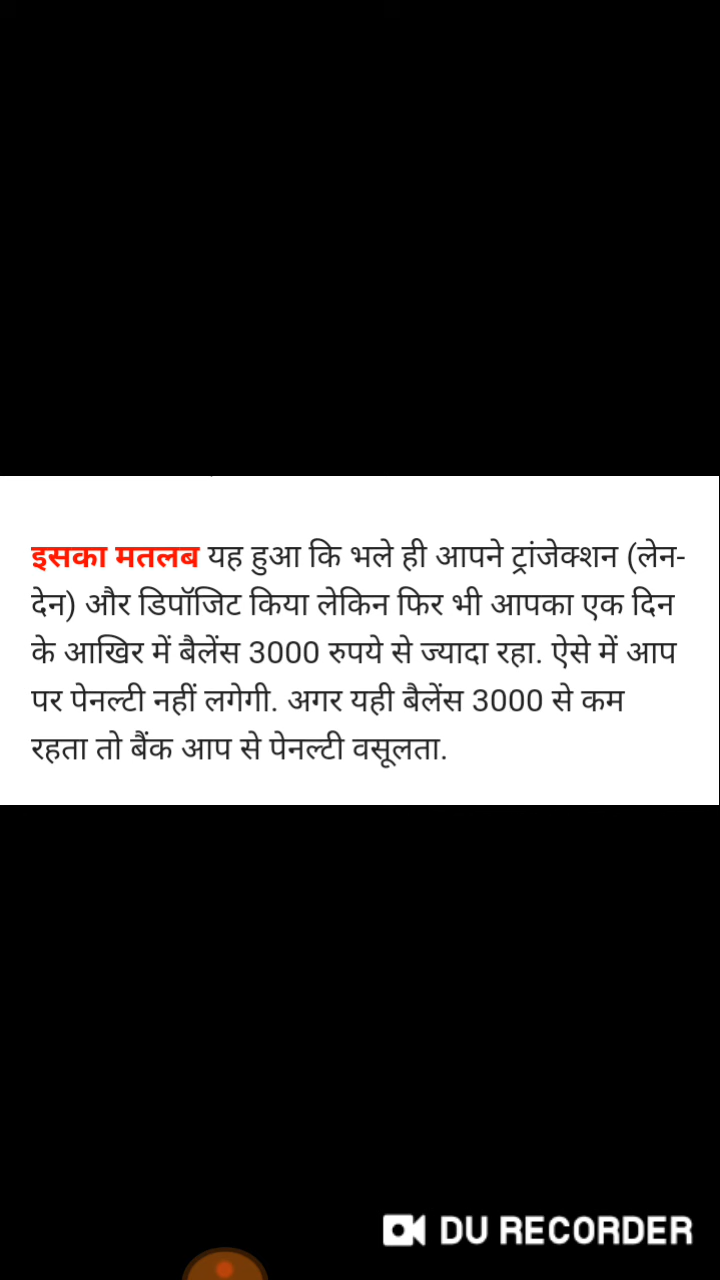 इसका मतलब यह हुआ कि भले ही आपने ट्रांजेक्शन (लेन-
देन) और डिपॉजिट किया लेकिन फिर भी आपका एक दिन
के आखिर में बैलेंस 3000 रुपये से ज्यादा रहा. ऐसे में आप
पर पेनल्टी नहीं लगेगी. अगर यही बैलेंस 3000 से कम
रहता तो बैंक आप से पेनल्टी वसूलता.
DU RECORDER